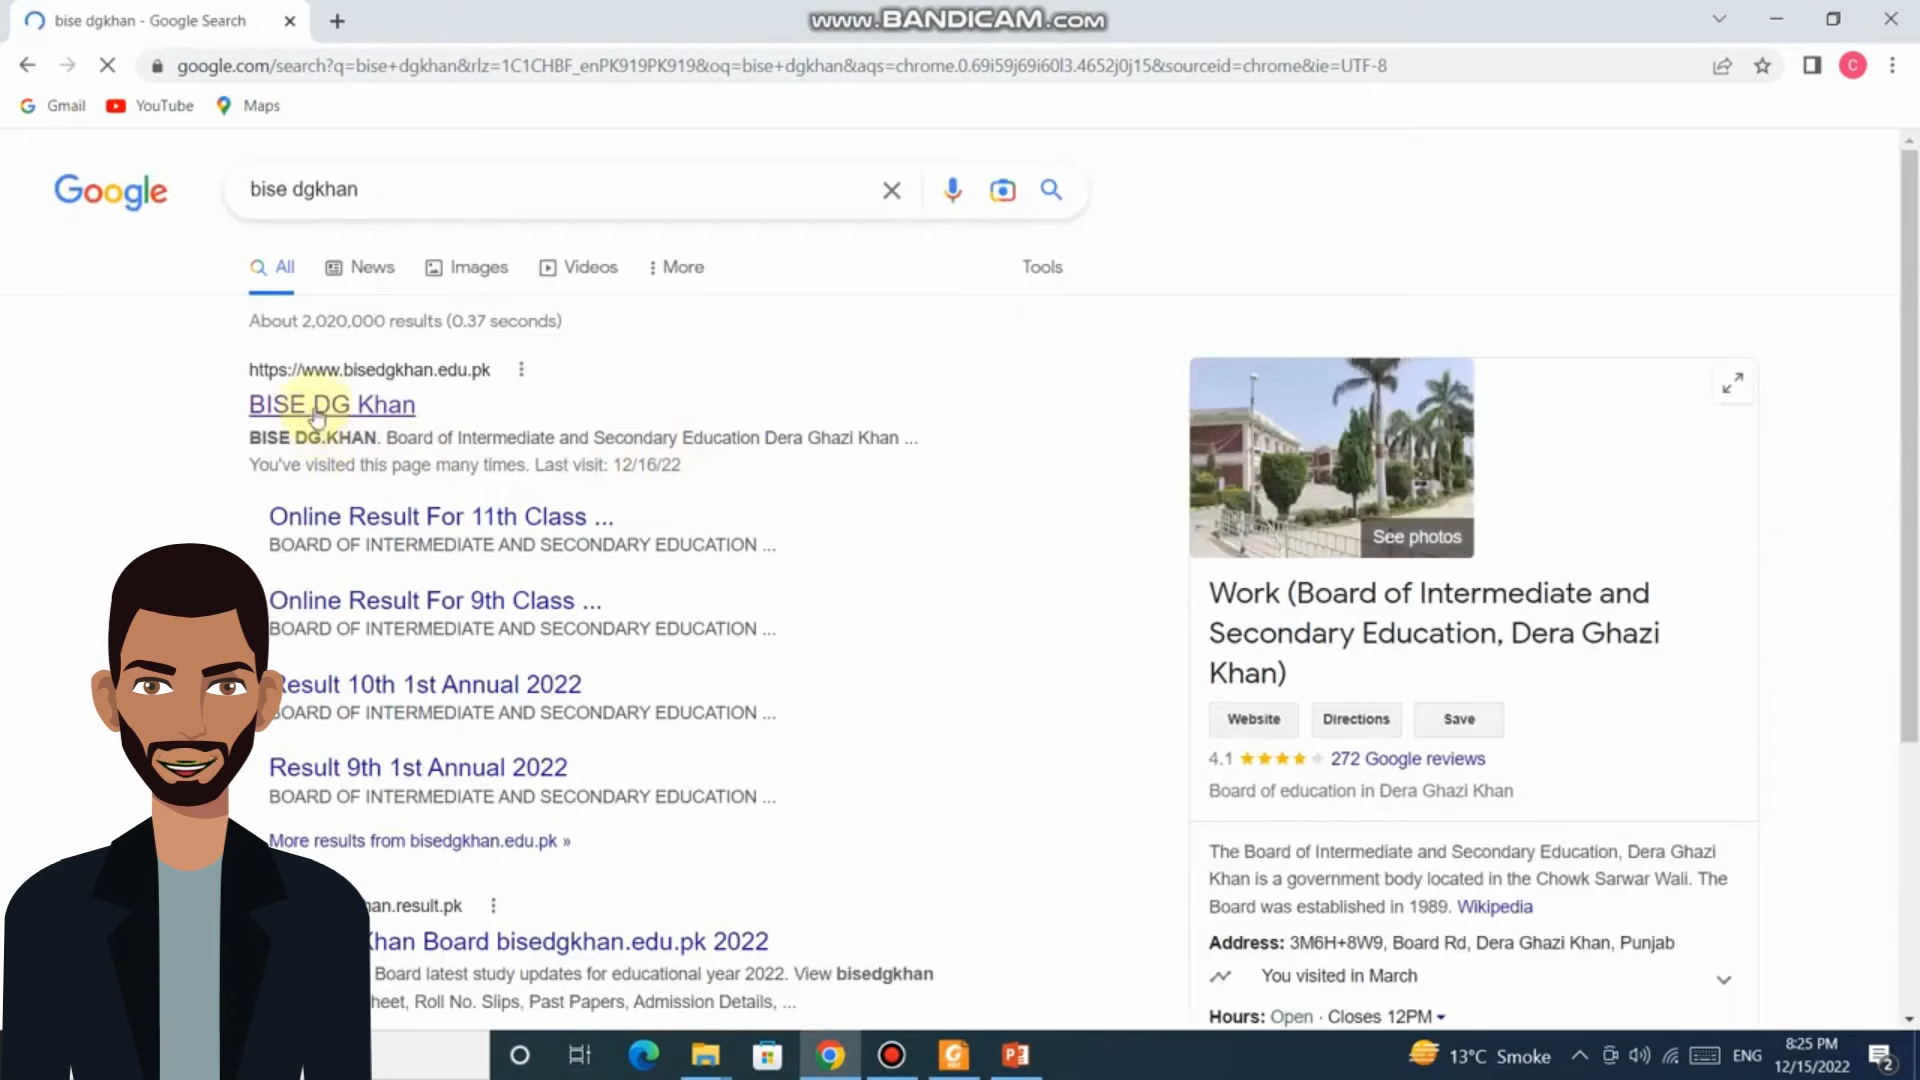 bise dgkhan - Google Search
www.BANDICAM.com
google.com/search?q=bise+dgkhan&rlz=1C1CHBF_enPK919PK919&oq=bise+dgkhan&aqs=chrome.0.69i59j69i60l3.4652j0j15&sourceid=chrome&ie=UTF-8
C
Gmail YouTube Maps
Google
bise dgkhan
All News Images Videos More Tools
About 2,020,000 results (0.37 seconds)
https://www.bisedgkhan.edu.pk
BISE DG Khan
BISE DG.KHAN. Board of Intermediate and Secondary Education Dera Ghazi Khan ...
You've visited this page many times. Last visit: 12/16/22
Online Result For 11th Class ...
BOARD OF INTERMEDIATE AND SECONDARY EDUCATION ...
Online Result For 9th Class ...
BOARD OF INTERMEDIATE AND SECONDARY EDUCATION ...
Result 10th 1st Annual 2022
BOARD OF INTERMEDIATE AND SECONDARY EDUCATION ...
Result 9th 1st Annual 2022
BOARD OF INTERMEDIATE AND SECONDARY EDUCATION ...
More results from bisedgkhan.edu.pk »
han.result.pk
Khan Board bisedgkhan.edu.pk 2022
Board latest study updates for educational year 2022. View bisedgkhan
heet, Roll No. Slips, Past Papers, Admission Details, ...
See photos
Work (Board of Intermediate and
Secondary Education, Dera Ghazi
Khan)
Website Directions Save
4.1 272 Google reviews
Board of education in Dera Ghazi Khan
The Board of Intermediate and Secondary Education, Dera Ghazi
Khan is a government body located in the Chowk Sarwar Wali. The
Board was established in 1989. Wikipedia
Address: 3M6H+8W9, Board Rd, Dera Ghazi Khan, Punjab
You visited in March
Hours: Open · Closes 12PM
13°C Smoke ENG
8:25 PM
12/15/2022
2